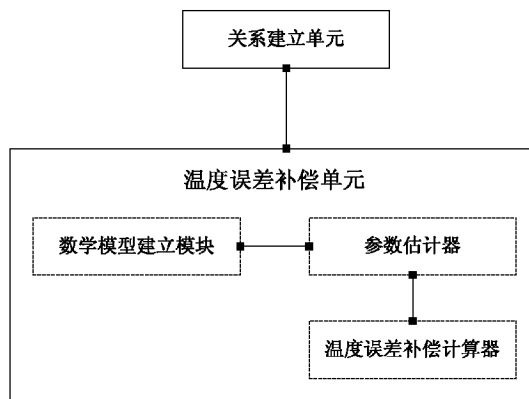 关系建立单元
温度误差补偿单元
数学模型建立模块
参数估计器
温度误差补偿计算器